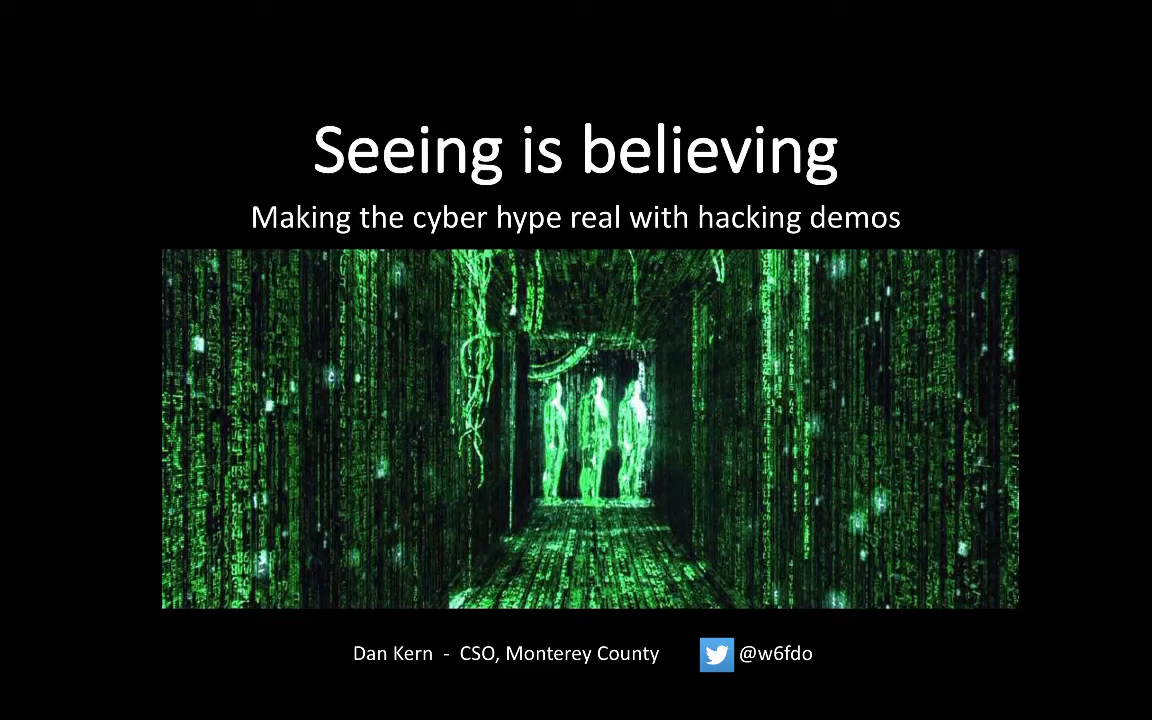 Seeing is believing
Making the cyber hype real with hacking demos
Dan Kern - CSO, Monterey County @w6fdo